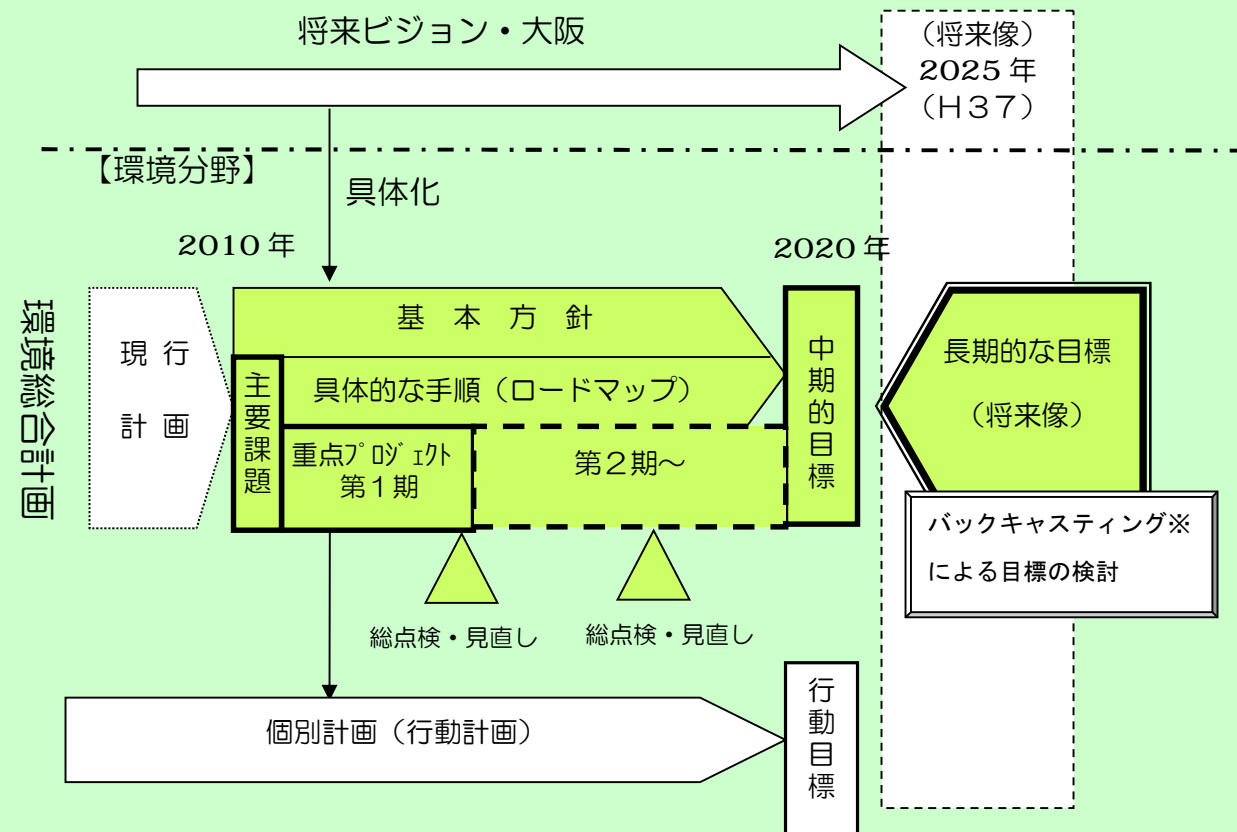 将来ビジョン・大阪
（将来像）
2025年
（H３７）
【環境分野】
具体化
2010年
2020年
環境総合計画
現行
計画
基本方針
主要課題
具体的な手順（ロードマップ）
重点ﾌﾟﾛｼﾞｪｸﾄ
第１期
第２期～
中期的目標
長期的な目標
（将来像）
バックキャスティング※
による目標の検討
総点検・見直し
総点検・見直し
個別計画（行動計画）
行動目標